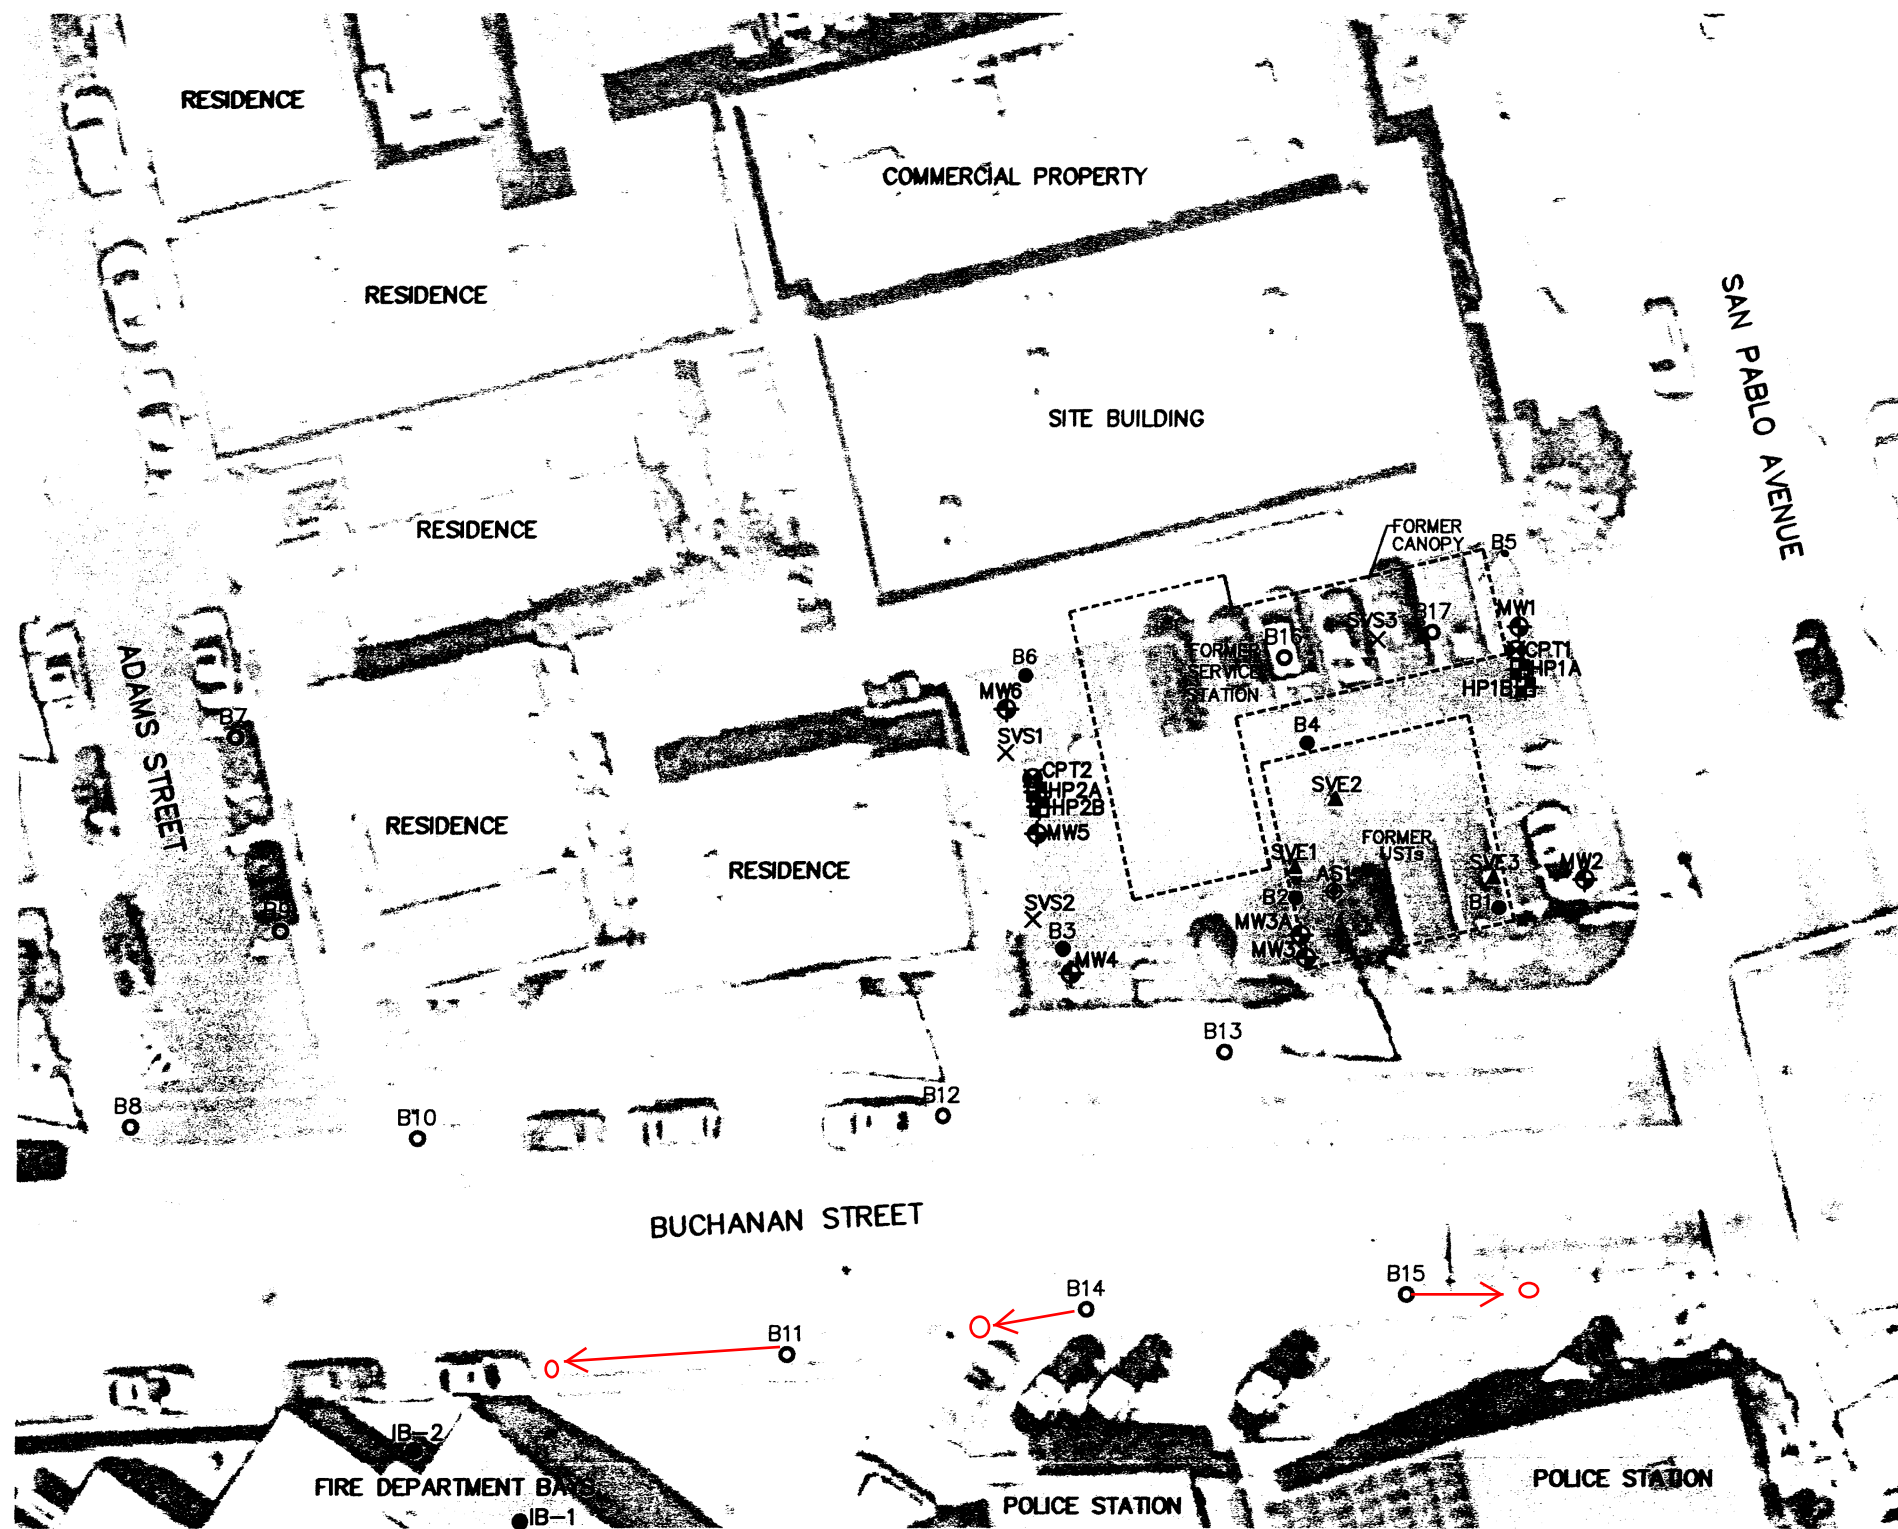 RESIDENCE
COMMERCIAL PROPERTY
RESIDENCE
SAN PABLO AVENUE
SITE BUILDING
RESIDENCE
FORMER
CANOPY
B5
MW1
B17
SVS3
B16
CPT1
HP1A
HP1B
FORMER
SERVICE
STATION
B6
MW6
ADAMS STREET
B7
SVS1
B4
CPT2
HP2A
HP2B
MW5
SVE2
RESIDENCE
RESIDENCE
FORMER
USTs
SVE1
AS1
SVE3
MW2
B2
B1
B9
SVS2
MW3A
B3
MW3
MW4
B13
B8
B10
B12
BUCHANAN STREET
B15
B14
B11
IB-2
FIRE DEPARTMENT BAYS
IB-1
POLICE STATION
POLICE STATION